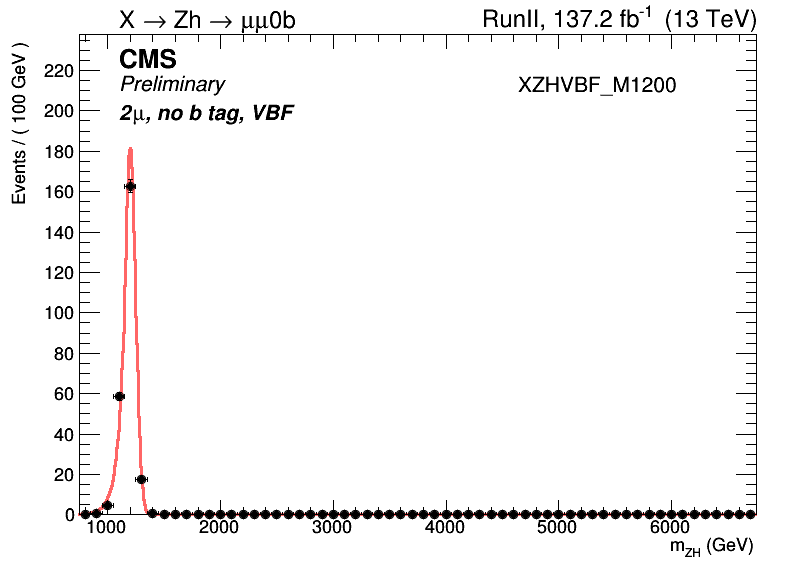 X → Zh → μμ0b
RunII, 137.2 fb⁻¹ (13 TeV)
CMS
Preliminary
2μ, no b tag, VBF
XZHVBF_M1200
Events / ( 100 GeV )
220
200
180
160
140
120
100
80
60
40
20
0
1000 2000 3000 4000 5000 6000
m_ZH (GeV)